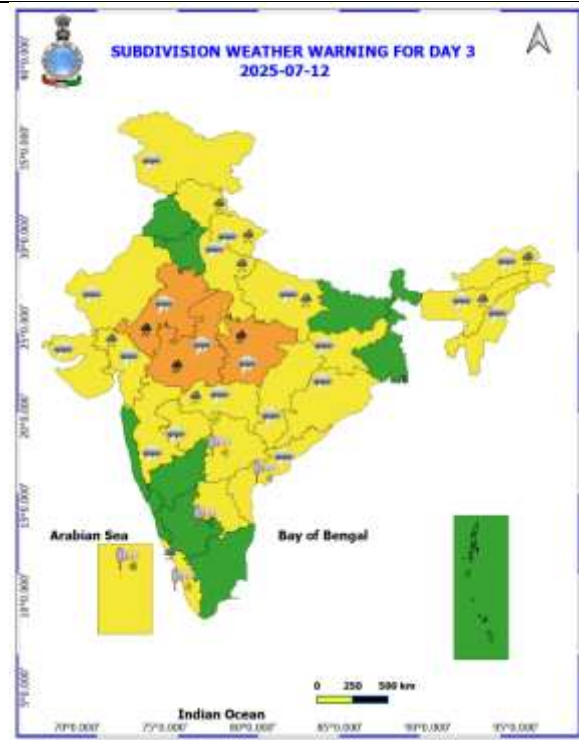 SUBDIVISION WEATHER WARNING FOR DAY 3
2025-07-12
Arabian Sea
Bay of Bengal
0 250 500 km
Indian Ocean
70°0.000' 75°0.000' 80°0.000' 85°0.000' 90°0.000' 95°0.000'